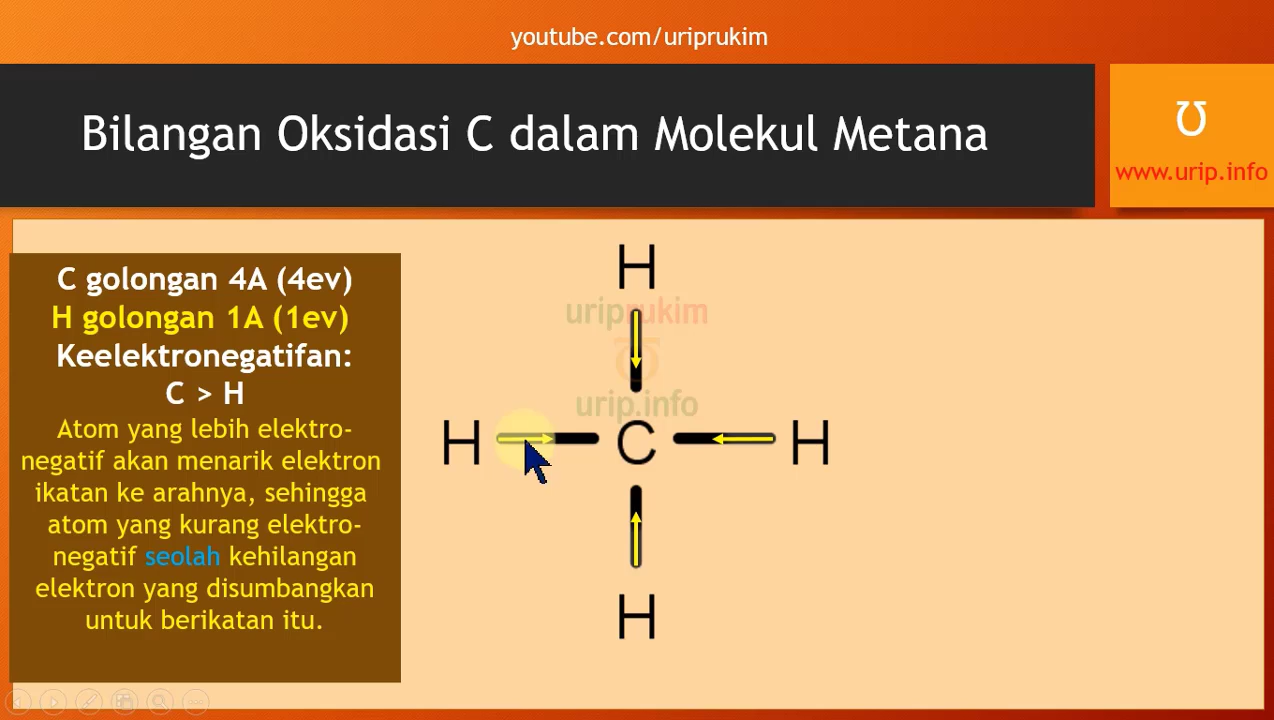 youtube.com/uriprukim
Bilangan Oksidasi C dalam Molekul Metana
Ʊ
www.urip.info
C golongan 4A (4ev)
H golongan 1A (1ev)
Keelektronegatifan:
C > H
Atom yang lebih elektro-
negatif akan menarik elektron
ikatan ke arahnya, sehingga
atom yang kurang elektro-
negatif seolah kehilangan
elektron yang disumbangkan
untuk berikatan itu.
H
uriprukim
Ʊ
urip.info
H C H
H